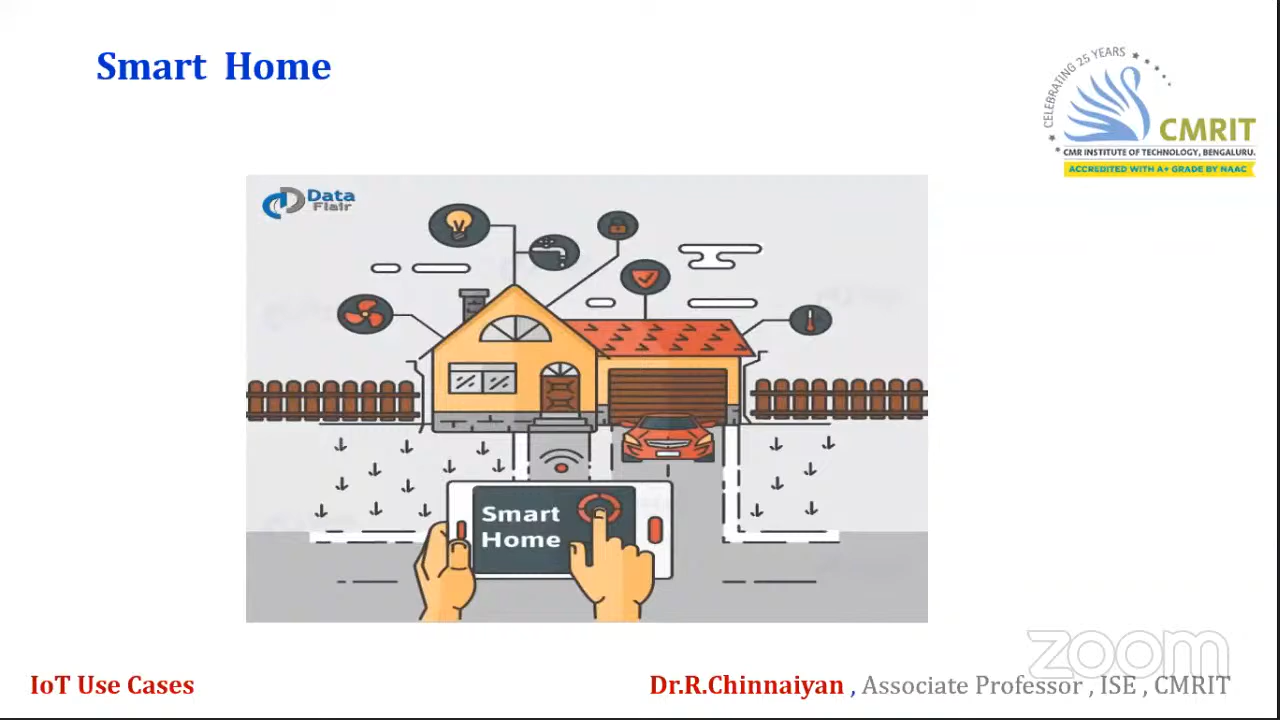 Smart Home
CELEBRATING 25 YEARS
CMRIT
CMR INSTITUTE OF TECHNOLOGY, BENGALURU.
ACCREDITED WITH A+ GRADE BY NAAC
Data
Flair
Smart
Home
zoom
IoT Use Cases
Dr.R.Chinnaiyan , Associate Professor , ISE , CMRIT